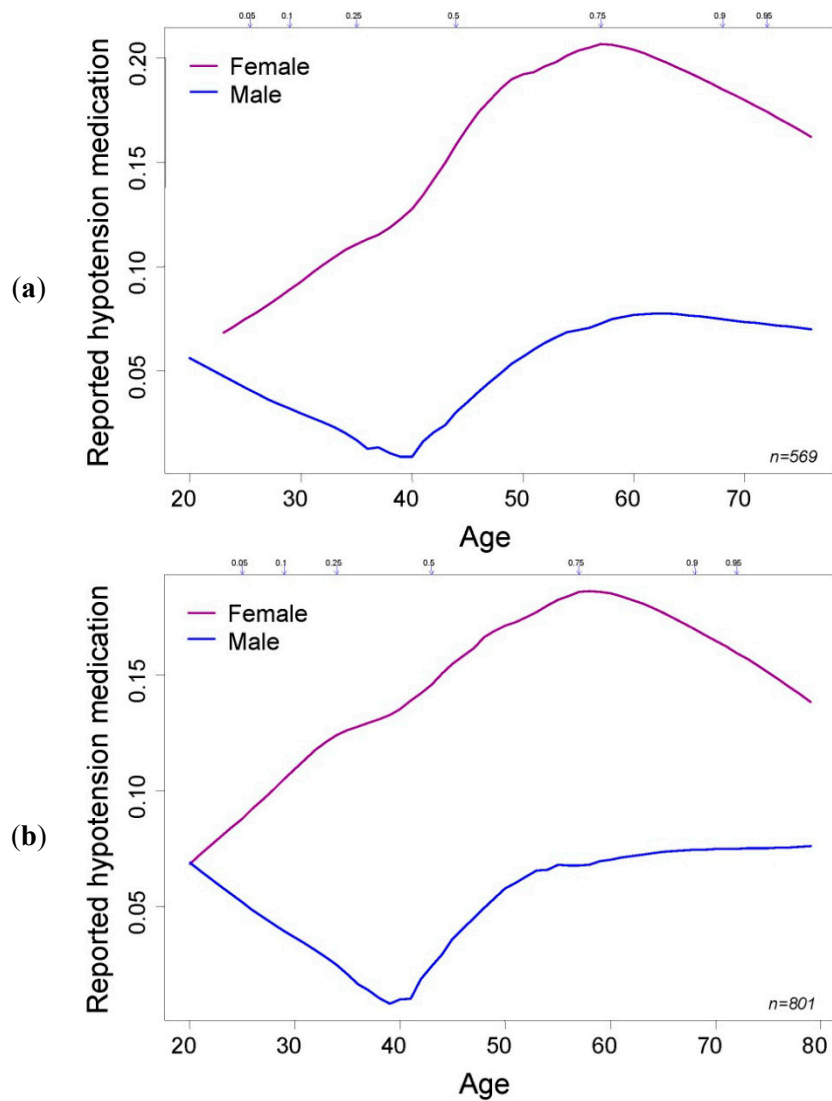 (a)
0.05 0.1 0.25 0.5 0.75 0.9 0.95
Reported hypotension medication
0.20
0.15
0.10
0.05
Female
Male
n=569
20 30 40 50 60 70
Age
(b)
0.05 0.1 0.25 0.5 0.75 0.9 0.95
Reported hypotension medication
0.15
0.10
0.05
Female
Male
n=801
20 30 40 50 60 70 80
Age